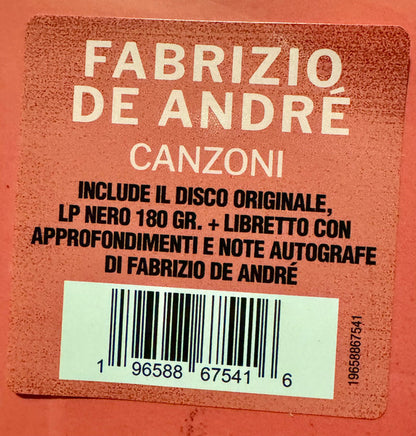 FABRIZIO
DE ANDRÉ
CANZONI
INCLUDE IL DISCO ORIGINALE,
LP NERO 180 GR. + LIBRETTO CON
APPROFONDIMENTI E NOTE AUTOGRAFE
DI FABRIZIO DE ANDRÉ
1 96588 67541 6
19658867541